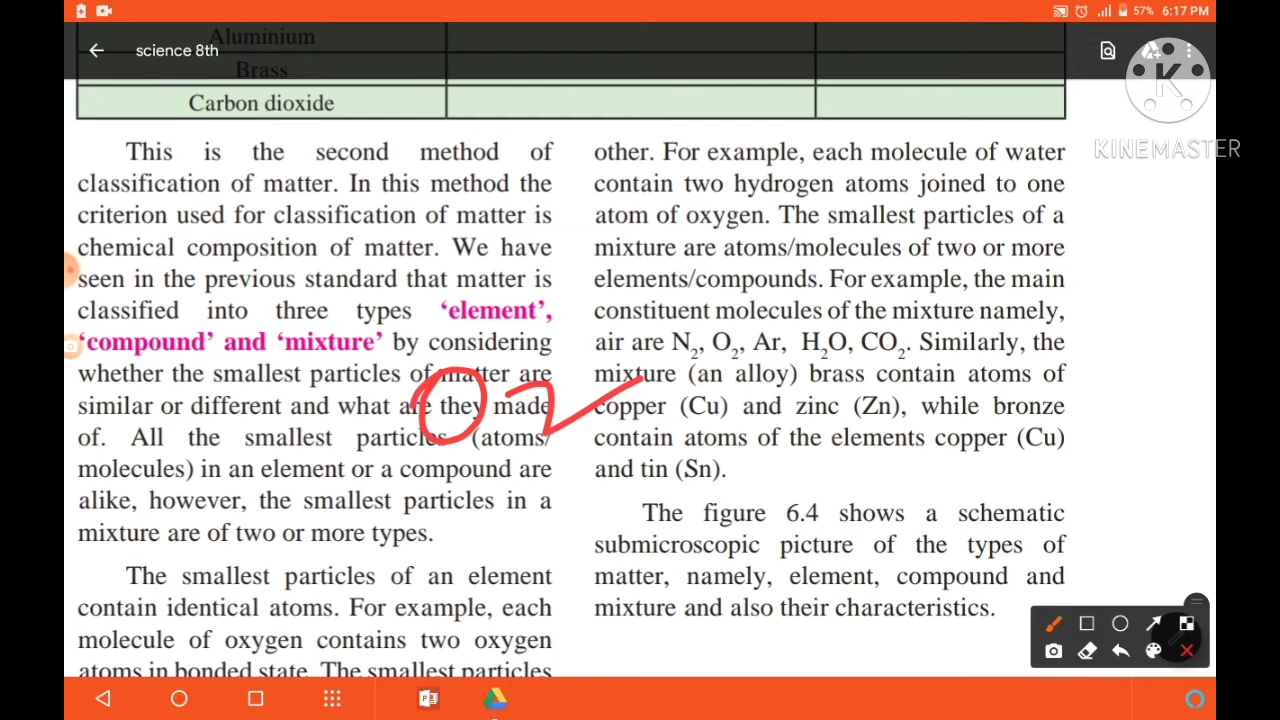 57% 6:17 PM
Aluminium
science 8th
Brass
Carbon dioxide
K
KINEMASTER
This is the second method of
classification of matter. In this method the
criterion used for classification of matter is
chemical composition of matter. We have
seen in the previous standard that matter is
classified into three types ‘element’,
‘compound’ and ‘mixture’ by considering
whether the smallest particles of matter are
similar or different and what are they made
of. All the smallest particles (atoms/
molecules) in an element or a compound are
alike, however, the smallest particles in a
mixture are of two or more types.
The smallest particles of an element
contain identical atoms. For example, each
molecule of oxygen contains two oxygen
atoms in bonded state. The smallest particles
other. For example, each molecule of water
contain two hydrogen atoms joined to one
atom of oxygen. The smallest particles of a
mixture are atoms/molecules of two or more
elements/compounds. For example, the main
constituent molecules of the mixture namely,
air are N₂, O₂, Ar, H₂O, CO₂. Similarly, the
mixture (an alloy) brass contain atoms of
copper (Cu) and zinc (Zn), while bronze
contain atoms of the elements copper (Cu)
and tin (Sn).
The figure 6.4 shows a schematic
submicroscopic picture of the types of
matter, namely, element, compound and
mixture and also their characteristics.
O2